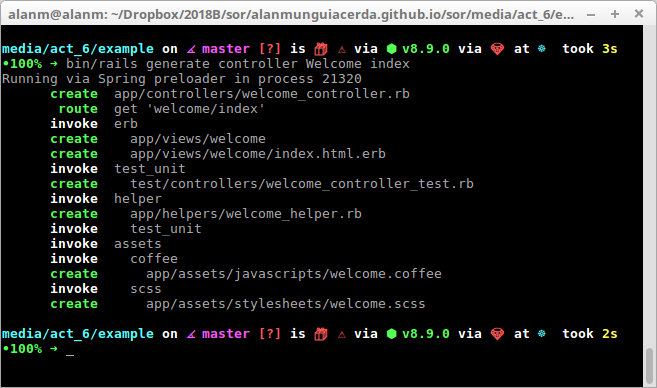 alanm@alanm: ~/Dropbox/2018B/sor/alanmunguiacerda.github.io/sor/media/act_6/e...
media/act_6/example on master [?] is 📦 ⚠ via ⬢ v8.9.0 via 💎 at ☸ took 3s
•100% ➜ bin/rails generate controller Welcome index
Running via Spring preloader in process 21320
create app/controllers/welcome_controller.rb
route get 'welcome/index'
invoke erb
create app/views/welcome
create app/views/welcome/index.html.erb
invoke test_unit
create test/controllers/welcome_controller_test.rb
invoke helper
create app/helpers/welcome_helper.rb
invoke test_unit
invoke assets
invoke coffee
create app/assets/javascripts/welcome.coffee
invoke scss
create app/assets/stylesheets/welcome.scss
media/act_6/example on master [?] is 📦 ⚠ via ⬢ v8.9.0 via 💎 at ☸ took 2s
•100% ➜ _